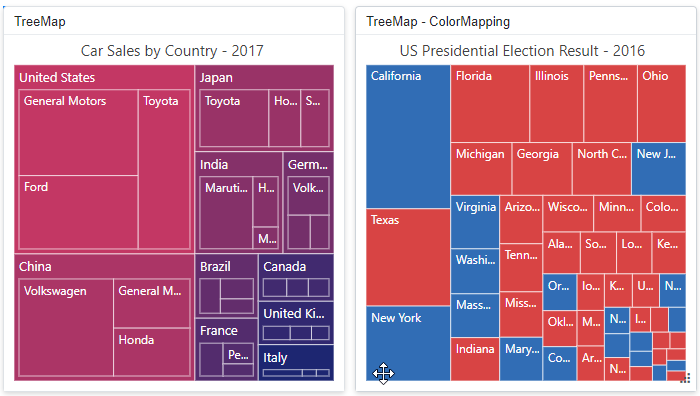 TreeMap
Car Sales by Country - 2017
United States
General Motors
Toyota
Ford
Japan
Toyota
Ho...
S...
India
Maruti...
H...
M...
Germ...
Volk...
China
Volkswagen
General M...
Honda
Brazil
France
Pe...
Canada
United Ki...
Italy
TreeMap - ColorMapping
US Presidential Election Result - 2016
California
Florida
Illinois
Penns...
Ohio
Michigan
Georgia
North C...
New J...
Texas
New York
Virginia
Arizo...
Wisco...
Minn...
Colo...
Washi...
Tenn...
Ala...
So...
Lo...
Ke...
Mass...
Miss...
Or...
Io...
K...
U...
N...
Indiana
Mary...
Okl...
M...
N...
I...
Co...
Ar...
N...